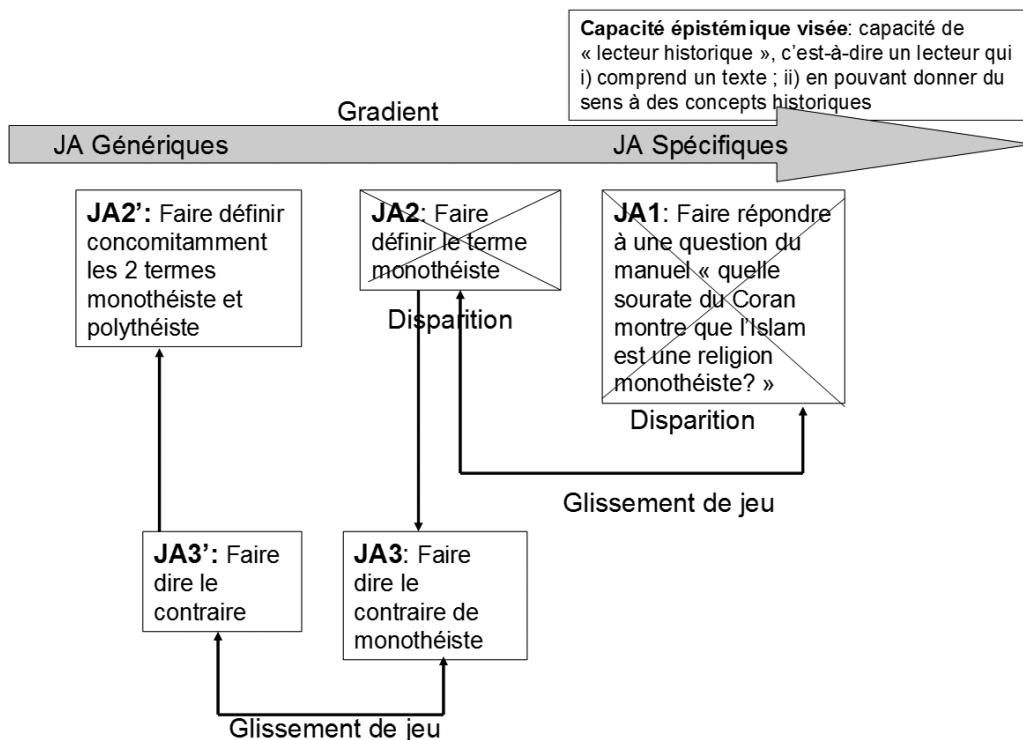 Capacité épistémique visée: capacité de
« lecteur historique », c’est-à-dire un lecteur qui
i) comprend un texte ; ii) en pouvant donner du
sens à des concepts historiques
Gradient
JA Génériques
JA Spécifiques
JA2’: Faire définir
concomitamment
les 2 termes
monothéiste et
polythéiste
JA2: Faire
définir le terme
monothéiste
Disparition
JA1: Faire répondre
à une question du
manuel « quelle
sourate du Coran
montre que l’Islam
est une religion
monothéiste? »
Disparition
Glissement de jeu
JA3’: Faire
dire le
contraire
JA3: Faire
dire le
contraire de
monothéiste
Glissement de jeu